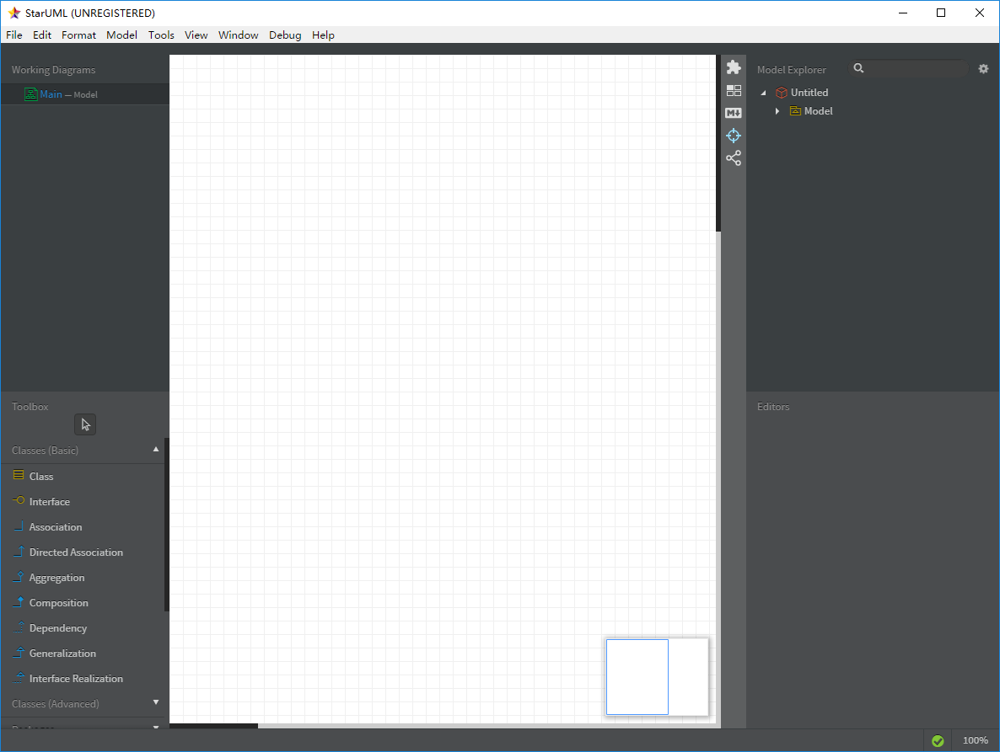 StarUML (UNREGISTERED)
File Edit Format Model Tools View Window Debug Help
Working Diagrams
Main — Model
Toolbox
Classes (Basic)
Class
Interface
Association
Directed Association
Aggregation
Composition
Dependency
Generalization
Interface Realization
Classes (Advanced)
M
Model Explorer
Untitled
Model
Editors
100%